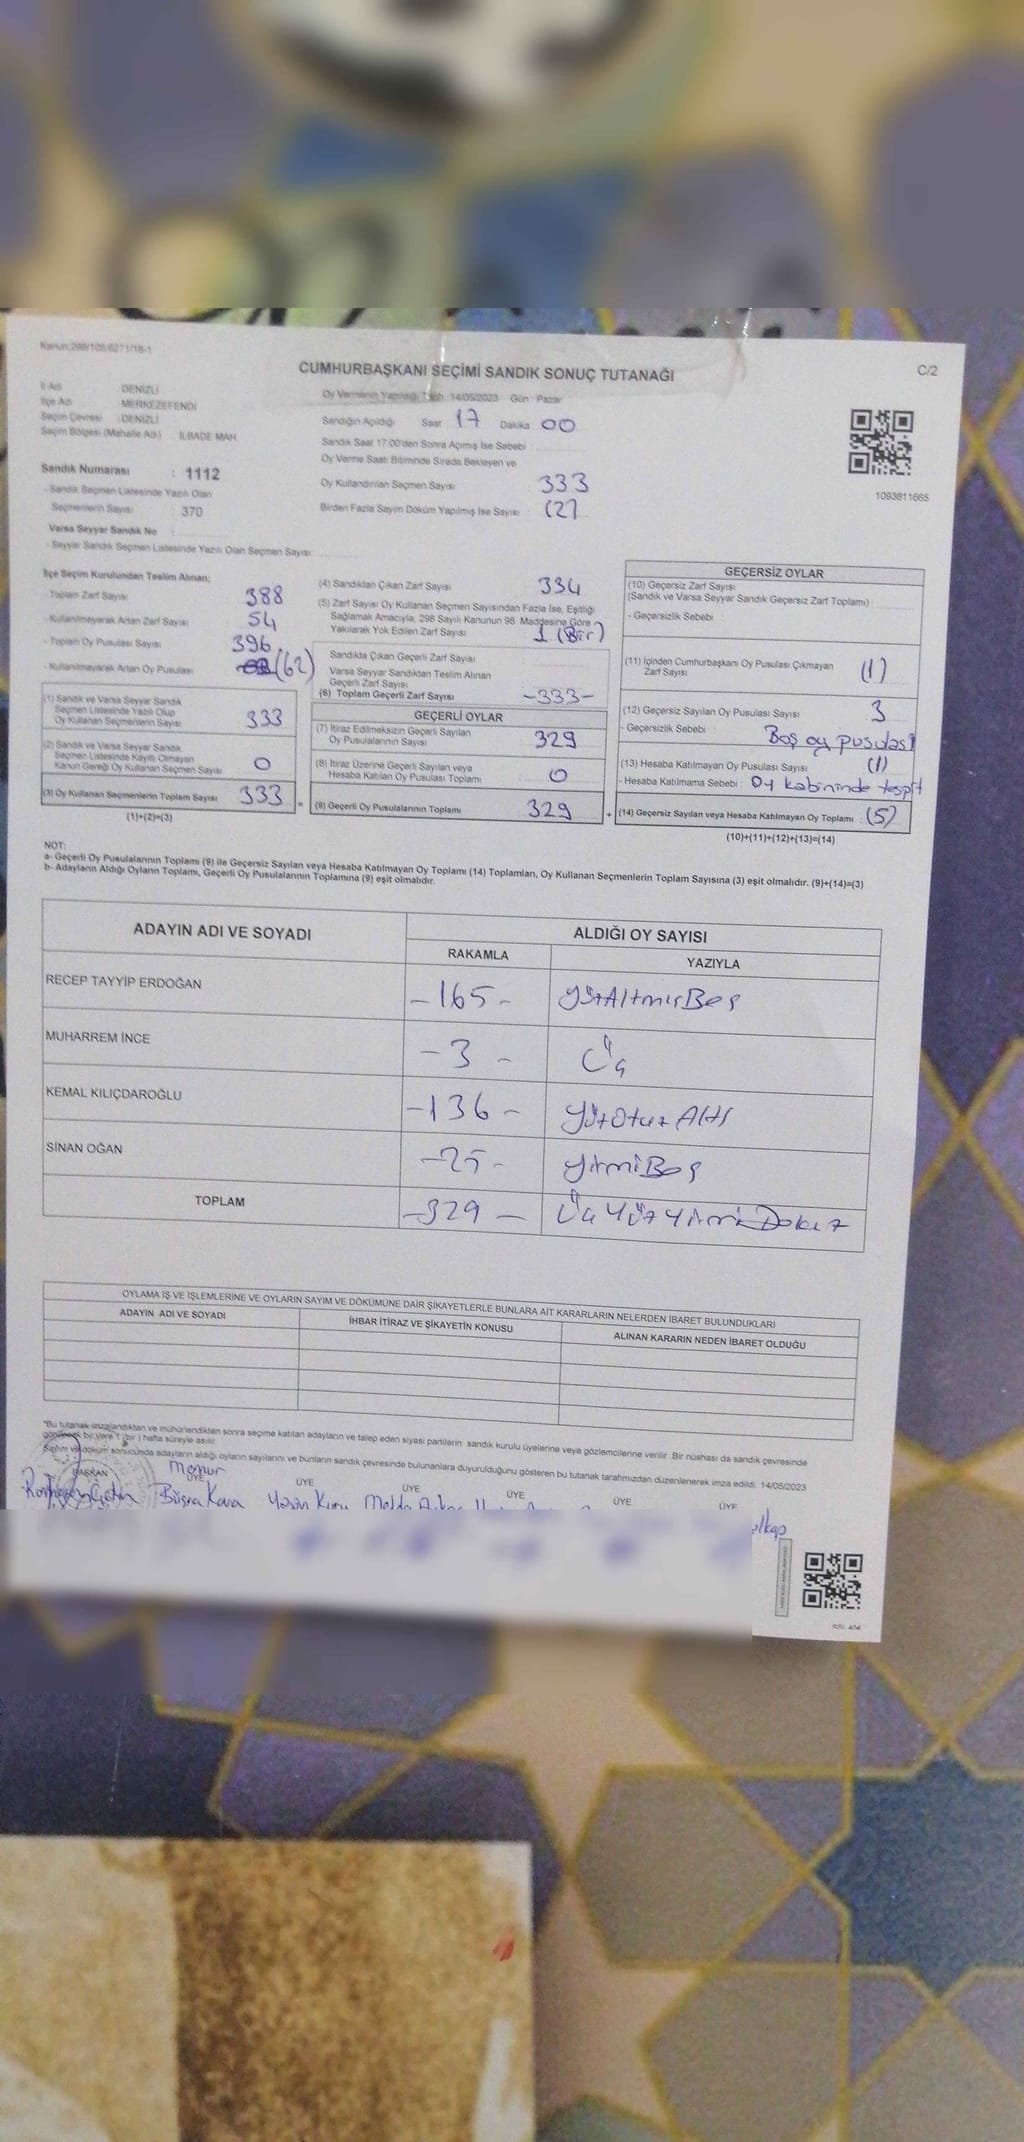 Kanun:298/105;6271/18-1
CUMHURBAŞKANI SEÇİMİ SANDIK SONUÇ TUTANAĞI
C/2
İl Adı DENİZLİ
İlçe Adı MERKEZEFENDİ
Seçim Çevresi : DENİZLİ
Seçim Bölgesi (Mahalle Adı) : İLBADE MAH.
Sandık Numarası : 1112
- Sandık Seçmen Listesinde Yazılı Olan
Seçmenlerin Sayısı : 370
Varsa Seyyar Sandık No
- Seyyar Sandık Seçmen Listesinde Yazılı Olan Seçmen Sayısı:
Oy Vermenin Yapıldığı Tarih: 14/05/2023 Gün : Pazar
Sandığın Açıldığı Saat 17 Dakika 00
Sandık Saat 17:00'den Sonra Açımış İse Sebebi
Oy Verme Saati Bitiminde Sırada Bekleyen ve
Oy Kullandırılan Seçmen Sayısı 333
Birden Fazla Sayım Döküm Yapılmış İse Sayısı (2)
1093811665
İlçe Seçim Kurulundan Teslim Alınan;
- Toplam Zarf Sayısı 388
- Kullanılmayarak Artan Zarf Sayısı 54
- Toplam Oy Pusulası Sayısı 396
- Kullanılmayarak Artan Oy Pusulası (62)
(1) Sandık ve Varsa Seyyar Sandık
Seçmen Listesinde Yazılı Olup
Oy Kullanan Seçmenlerin Sayısı 333
(2) Sandık ve Varsa Seyyar Sandık
Seçmen Listesinde Kayıtlı Olmayan
Kanun Gereği Oy Kullanan Seçmen Sayısı 0
(3) Oy Kullanan Seçmenlerin Toplam Sayısı 333 =
(1)+(2)=(3)
(4) Sandıktan Çıkan Zarf Sayısı 334
(5) Zarf Sayısı Oy Kullanan Seçmen Sayısından Fazla İse, Eşitliği
Sağlamak Amacıyla, 298 Sayılı Kanunun 98. Maddesine Göre
Yakılarak Yok Edilen Zarf Sayısı 1 (Bir)
Sandıkta Çıkan Geçerli Zarf Sayısı
Varsa Seyyar Sandıktan Teslim Alınan
Geçerli Zarf Sayısı
(6) Toplam Geçerli Zarf Sayısı -333-
GEÇERLİ OYLAR
(7) İtiraz Edilmeksizin Geçerli Sayılan
Oy Pusulalarının Sayısı 329
(8) İtiraz Üzerine Geçerli Sayılan veya
Hesaba Katılan Oy Pusulası Toplamı 0
(9) Geçerli Oy Pusulalarının Toplamı 329 +
GEÇERSİZ OYLAR
(10) Geçersiz Zarf Sayısı
(Sandık ve Varsa Seyyar Sandık Geçersiz Zarf Toplamı)
- Geçersizlik Sebebi
(11) İçinden Cumhurbaşkanı Oy Pusulası Çıkmayan
Zarf Sayısı (1)
(12) Geçersiz Sayılan Oy Pusulası Sayısı 3
- Geçersizlik Sebebi Boş oy pusulası
(13) Hesaba Katılmayan Oy Pusulası Sayısı (1)
- Hesaba Katılmama Sebebi : Oy kabininde tespit
(14) Geçersiz Sayılan veya Hesaba Katılmayan Oy Toplamı (5)
(10)+(11)+(12)+(13)=(14)
NOT:
a- Geçerli Oy Pusulalarının Toplamı (9) ile Geçersiz Sayılan veya Hesaba Katılmayan Oy Toplamı (14) Toplamları, Oy Kullanan Seçmenlerin Toplam Sayısına (3) eşit olmalıdır. (9)+(14)=(3)
b- Adayların Aldığı Oyların Toplamı, Geçerli Oy Pusulalarının Toplamına (9) eşit olmalıdır.
ADAYIN ADI VE SOYADI ALDIĞI OY SAYISI
RAKAMLA YAZIYLA
RECEP TAYYİP ERDOĞAN -165- YüzAltmışBeş
MUHARREM İNCE -3- Üç
KEMAL KILIÇDAROĞLU -136- YüzOtuzAltı
SİNAN OĞAN -25- YirmiBeş
TOPLAM -329- ÜçYüzYirmiDokuz
OYLAMA İŞ VE İŞLEMLERİNE VE OYLARIN SAYIM VE DÖKÜMÜNE DAİR ŞİKAYETLERLE BUNLARA AİT KARARLARIN NELERDEN İBARET BULUNDUKLARI
ADAYIN ADI VE SOYADI İHBAR İTİRAZ VE ŞİKAYETİN KONUSU ALINAN KARARIN NEDEN İBARET OLDUĞU
*Bu tutanak imzalandıktan ve mühürlendikten sonra seçime katılan adayların ve talep eden siyasi partilerin sandık kurulu üyelerine veya gözlemcilerine verilir. Bir nüshası da sandık çevresinde
görülecek bir yere 1 (bir) hafta süreyle asılır.
Sayım ve döküm sonucunda adayların aldığı oyların sayılarını ve bunların sandık çevresinde bulunanlara duyurulduğunu gösteren bu tutanak tarafımızdan düzenlenerek imza edildi. 14/05/2023
BAŞKAN Memur ÜYE ÜYE ÜYE ÜYE ÜYE ÜYE
Büşra Kara